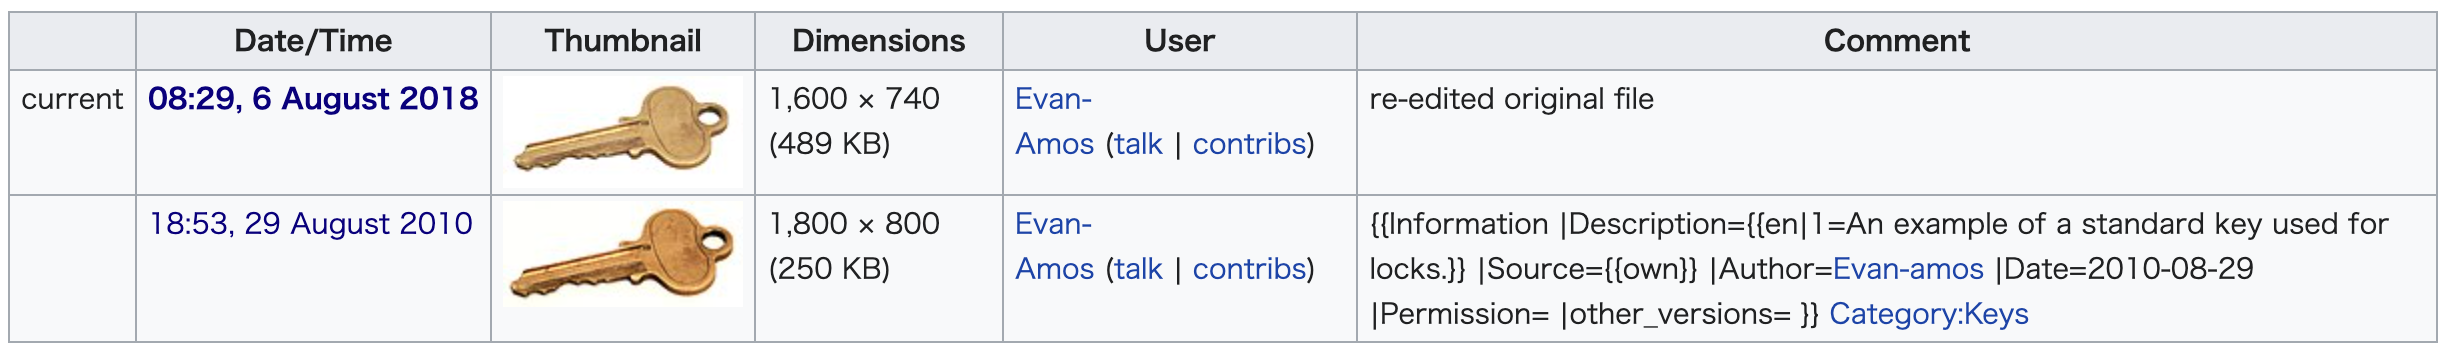 Date/Time Thumbnail Dimensions User Comment
current 08:29, 6 August 2018 1,600 × 740 Evan- re-edited original file
(489 KB) Amos (talk | contribs)
18:53, 29 August 2010 1,800 × 800 Evan- {{Information |Description={{en|1=An example of a standard key used for
(250 KB) Amos (talk | contribs) locks.}} |Source={{own}} |Author=Evan-amos |Date=2010-08-29
|Permission= |other_versions= }} Category:Keys